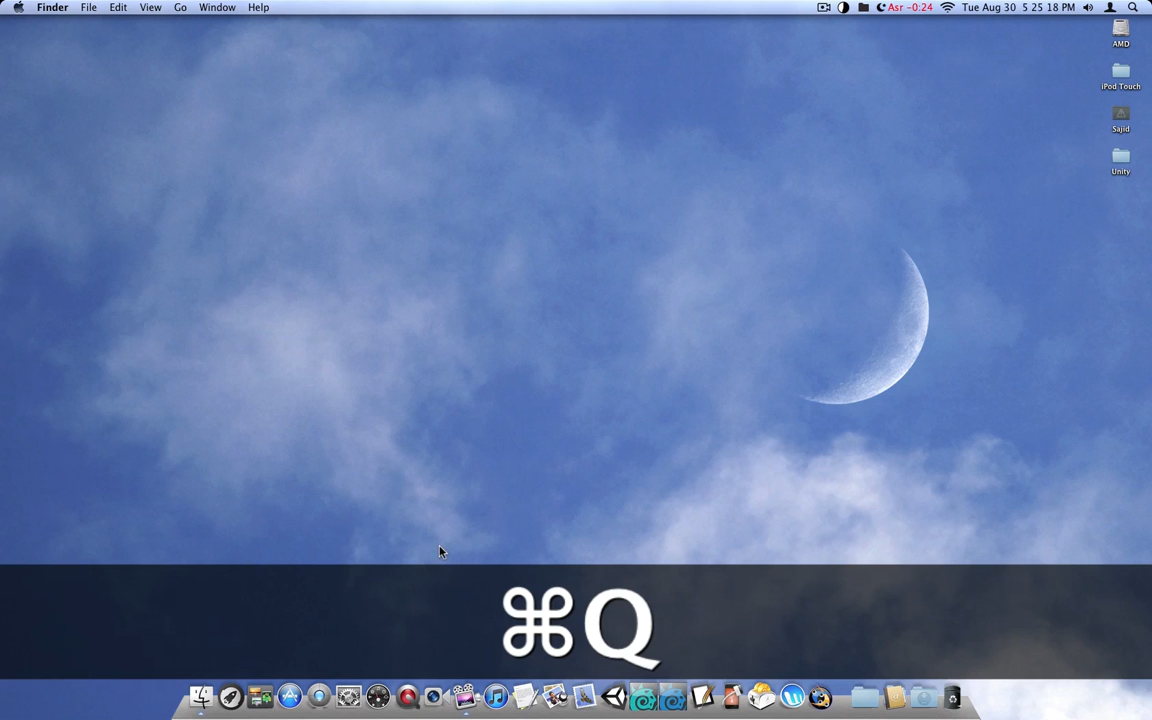 Finder File Edit View Go Window Help Asr -0:24 Tue Aug 30 5 25 18 PM
AMD
iPod Touch
Sajid
Unity
⌘Q